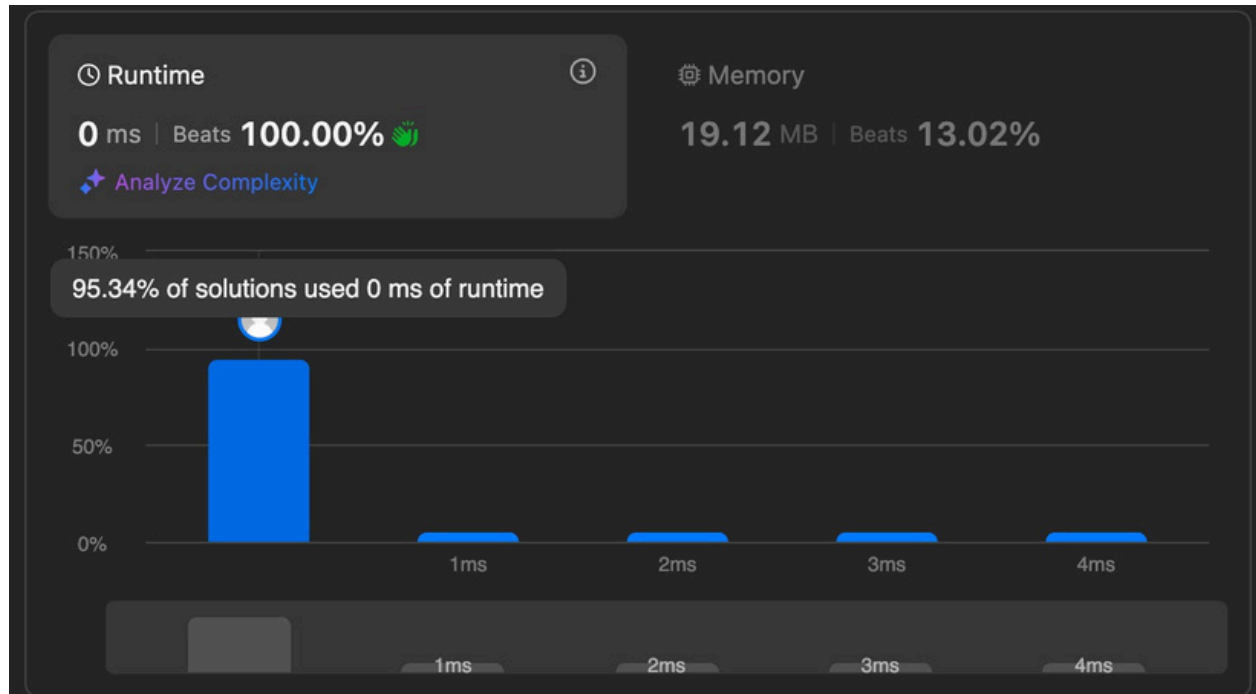 Runtime
0 ms | Beats 100.00%
Analyze Complexity
Memory
19.12 MB | Beats 13.02%
150%
95.34% of solutions used 0 ms of runtime
100%
50%
0%
1ms 2ms 3ms 4ms
1ms 2ms 3ms 4ms